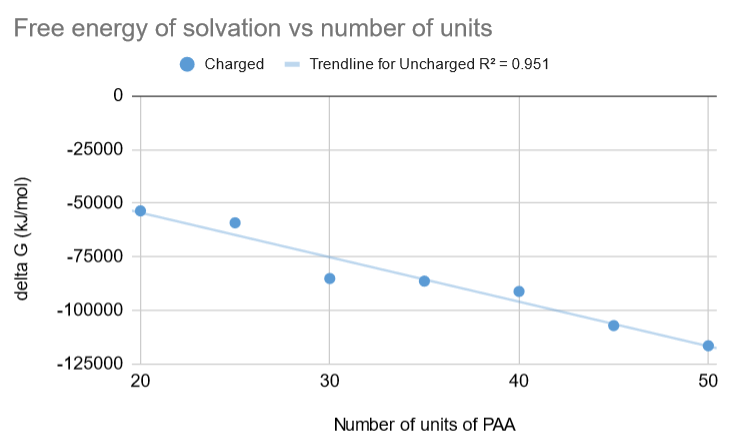 Free energy of solvation vs number of units
Charged Trendline for Uncharged R² = 0.951
0
-25000
-50000
-75000
-100000
-125000
delta G (kJ/mol)
20 30 40 50
Number of units of PAA